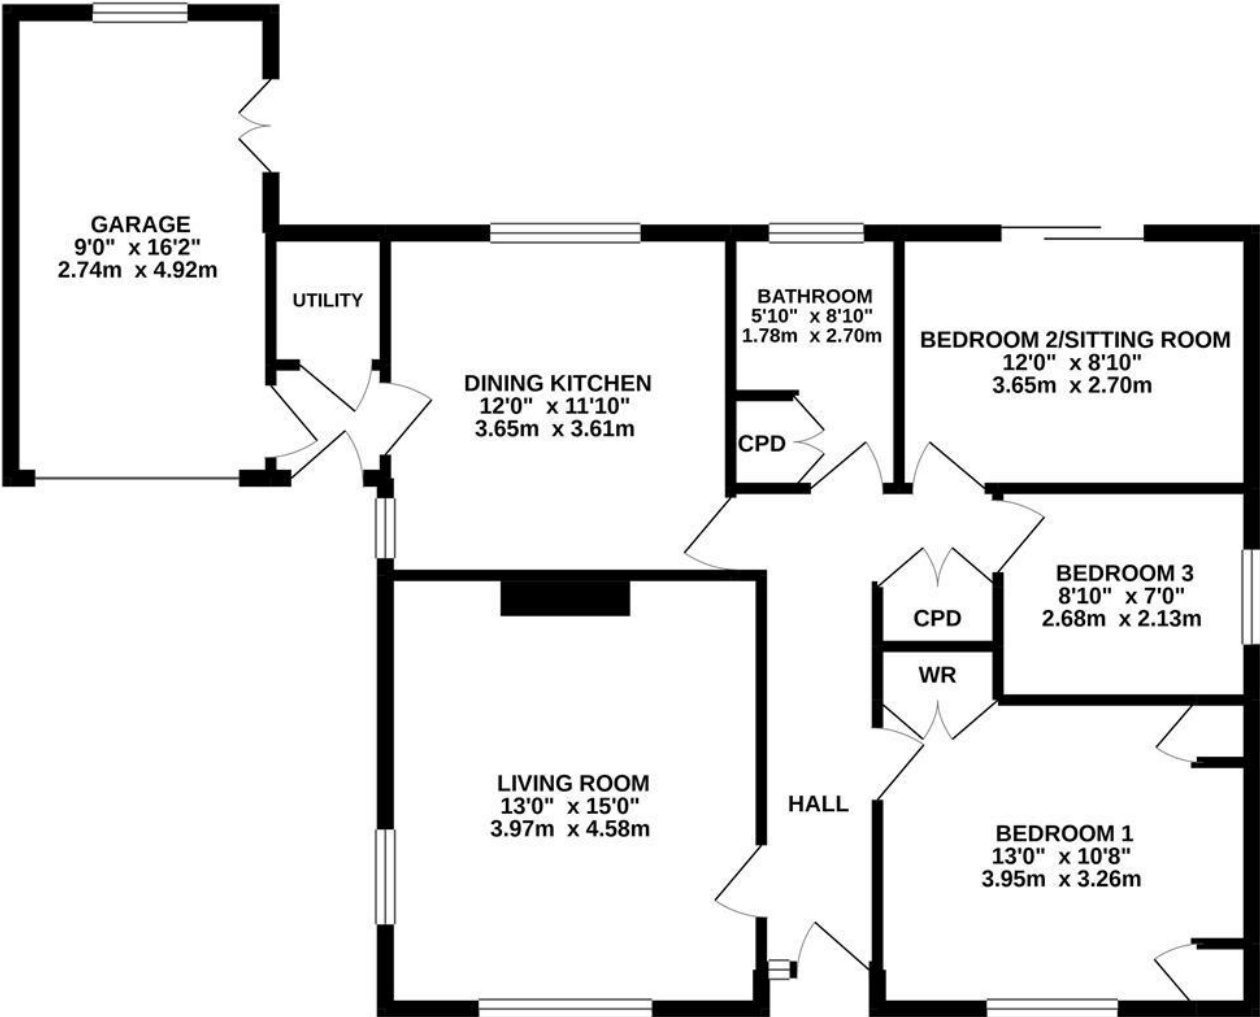 GARAGE
9'0" x 16'2"
2.74m x 4.92m
UTILITY
DINING KITCHEN
12'0" x 11'10"
3.65m x 3.61m
BATHROOM
5'10" x 8'10"
1.78m x 2.70m
CPD
BEDROOM 2/SITTING ROOM
12'0" x 8'10"
3.65m x 2.70m
BEDROOM 3
8'10" x 7'0"
2.68m x 2.13m
CPD
WR
LIVING ROOM
13'0" x 15'0"
3.97m x 4.58m
HALL
BEDROOM 1
13'0" x 10'8"
3.95m x 3.26m